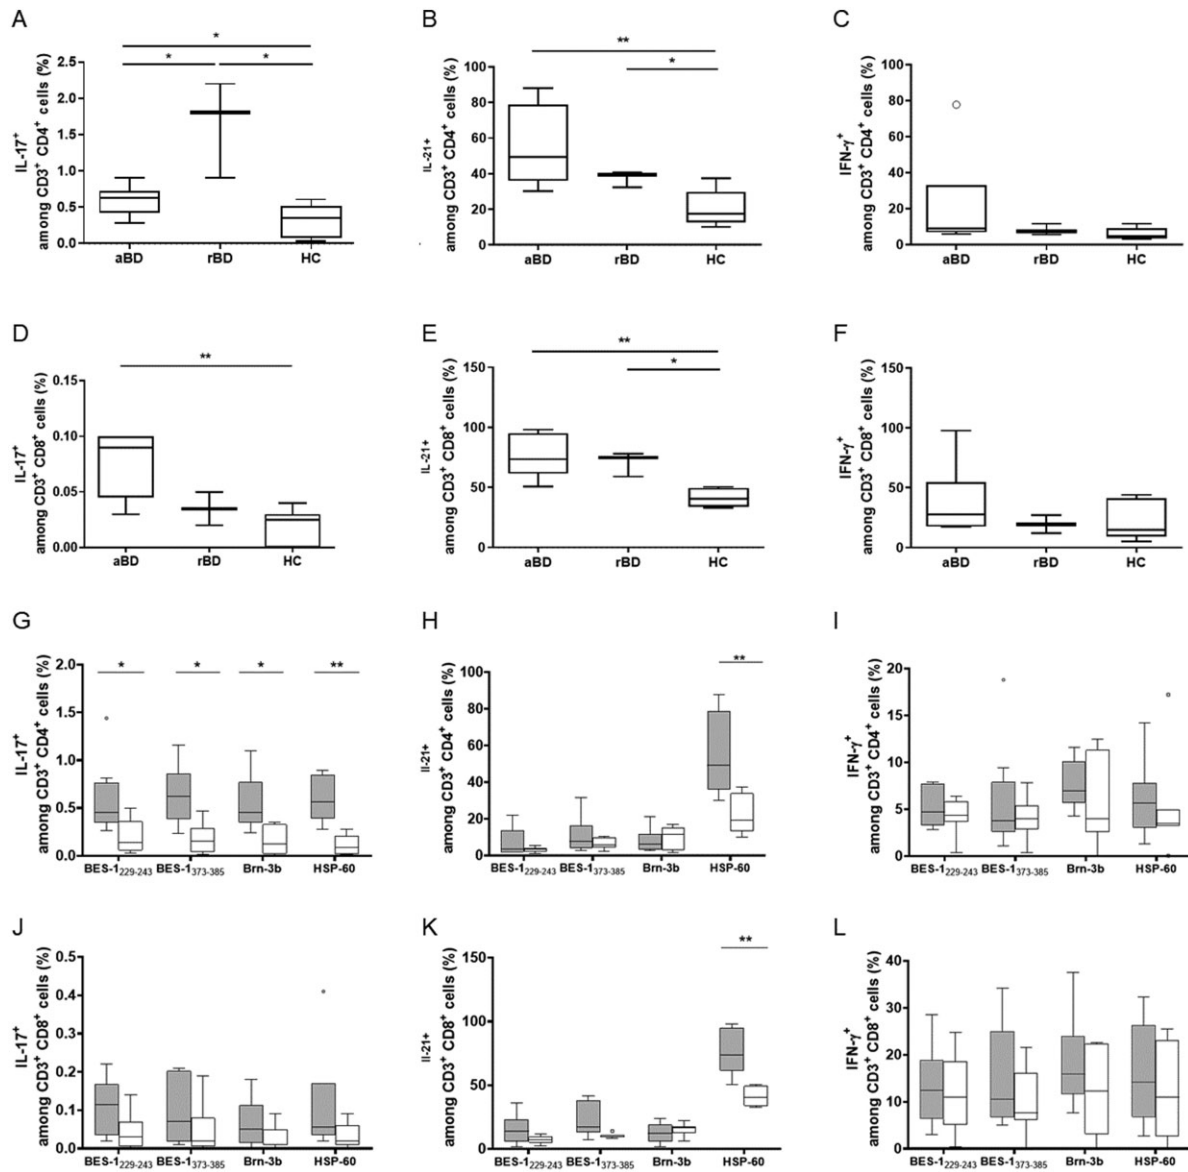 A
IL-17⁺
among CD3⁺ CD4⁺ cells (%)
2.5
2.0
1.5
1.0
0.5
0.0
*
*
*
aBD rBD HC
B
IL-21+
among CD3⁺ CD4⁺ cells (%)
100
80
60
40
20
0
**
*
aBD rBD HC
C
IFN-γ⁺
among CD3⁺ CD4⁺ cells (%)
100
80
60
40
20
0
aBD rBD HC
D
IL-17⁺
among CD3⁺ CD8⁺ cells (%)
0.15
0.10
0.05
0.00
**
aBD rBD HC
E
IL-21+
among CD3⁺ CD8⁺ cells (%)
150
100
50
0
**
*
aBD rBD HC
F
IFN-γ⁺
among CD3⁺ CD8⁺ cells (%)
150
100
50
0
aBD rBD HC
G
IL-17⁺
among CD3⁺ CD4⁺ cells (%)
2.0
1.5
1.0
0.5
0.0
* * * **
BES-1₂₂₉₋₂₄₃ BES-1₃₇₃₋₃₈₅ Brn-3b HSP-60
H
Il-21+
among CD3⁺ CD4⁺ cells (%)
100
80
60
40
20
0
**
BES-1₂₂₉₋₂₄₃ BES-1₃₇₃₋₃₈₅ Brn-3b HSP-60
I
IFN-γ⁺
among CD3⁺ CD4⁺ cells (%)
20
15
10
5
0
BES-1₂₂₉₋₂₄₃ BES-1₃₇₃₋₃₈₅ Brn-3b HSP-60
J
IL-17⁺
among CD3⁺ CD8⁺ cells (%)
0.5
0.4
0.3
0.2
0.1
0.0
BES-1₂₂₉₋₂₄₃ BES-1₃₇₃₋₃₈₅ Brn-3b HSP-60
K
Il-21+
among CD3⁺ CD8⁺ cells (%)
150
100
50
0
**
BES-1₂₂₉₋₂₄₃ BES-1₃₇₃₋₃₈₅ Brn-3b HSP-60
L
IFN-γ⁺
among CD3⁺ CD8⁺ cells (%)
40
30
20
10
0
BES-1₂₂₉₋₂₄₃ BES-1₃₇₃₋₃₈₅ Brn-3b HSP-60